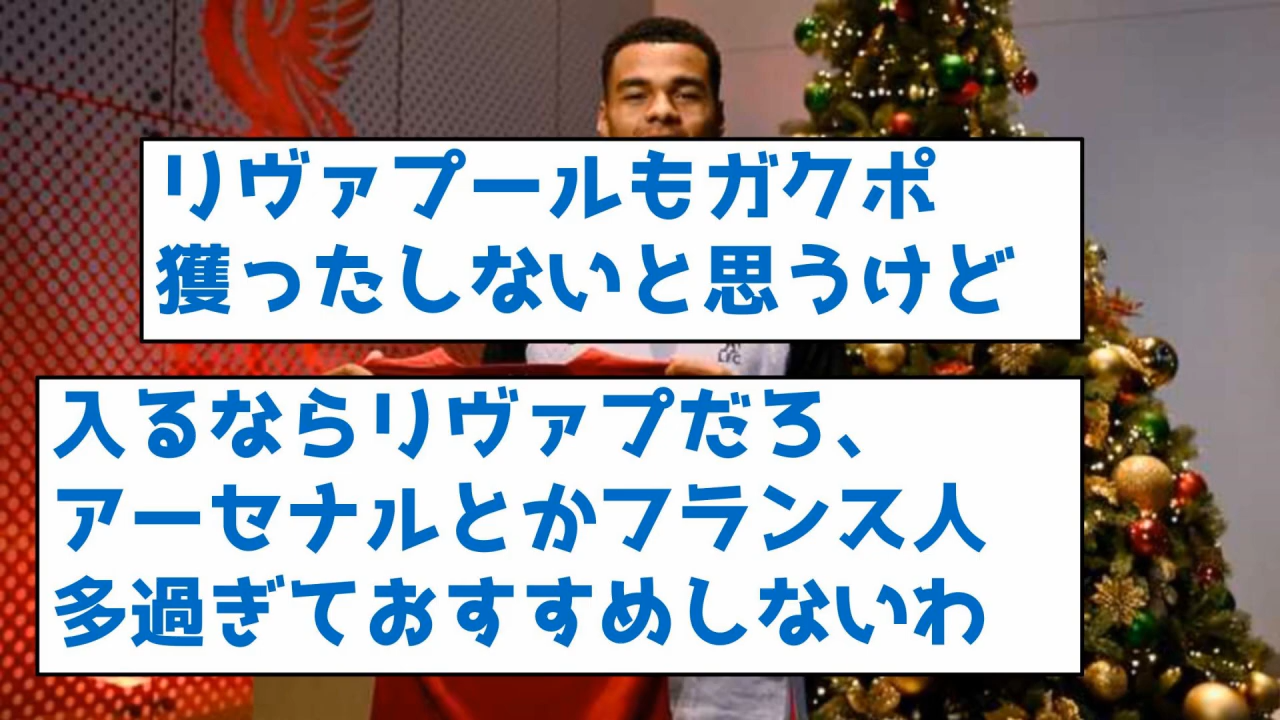 リヴァプールもガクポ
獲ったしないと思うけど
LFC
入るならリヴァプだろ、
アーセナルとかフランス人
多過ぎておすすめしないわ